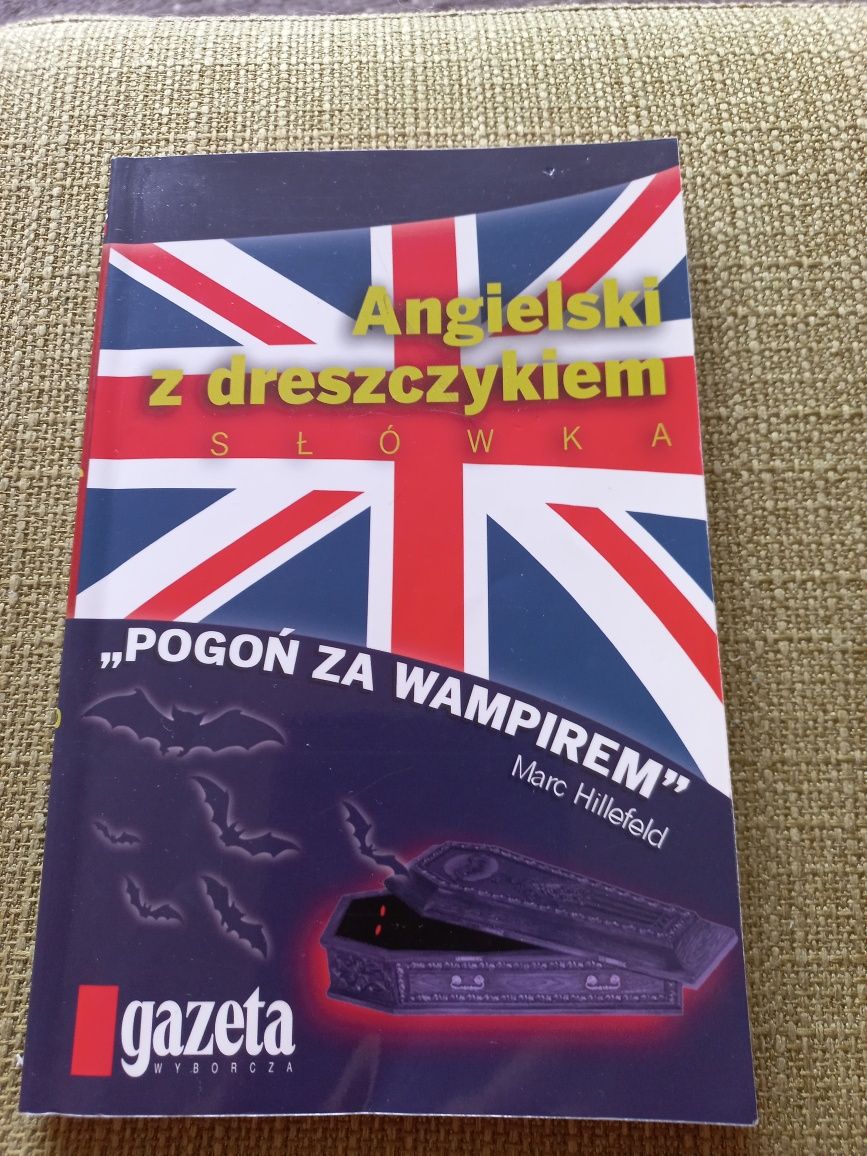 Angielski
z dreszczykiem
SŁÓWKA
„POGOŃ ZA WAMPIREM”
Marc Hillefeld
gazeta
WYBORCZA